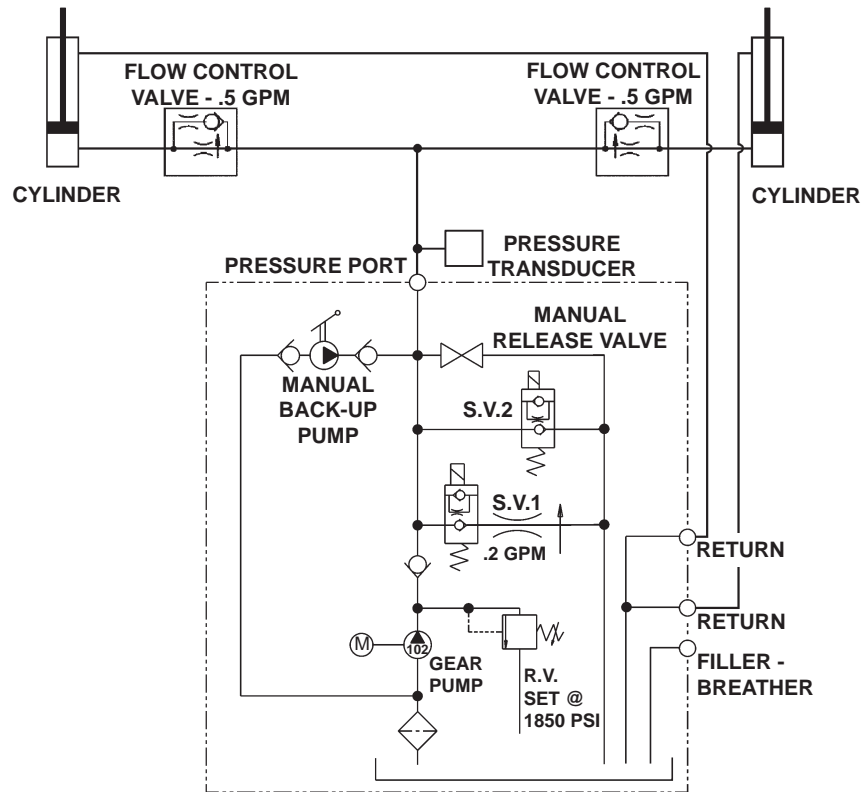 FLOW CONTROL
VALVE - .5 GPM
FLOW CONTROL
VALVE - .5 GPM
CYLINDER
CYLINDER
PRESSURE
TRANSDUCER
PRESSURE PORT
MANUAL
RELEASE VALVE
MANUAL
BACK-UP
PUMP
S.V.2
S.V.1
.2 GPM
RETURN
RETURN
M
102
GEAR
PUMP
R.V.
SET @
1850 PSI
FILLER -
BREATHER